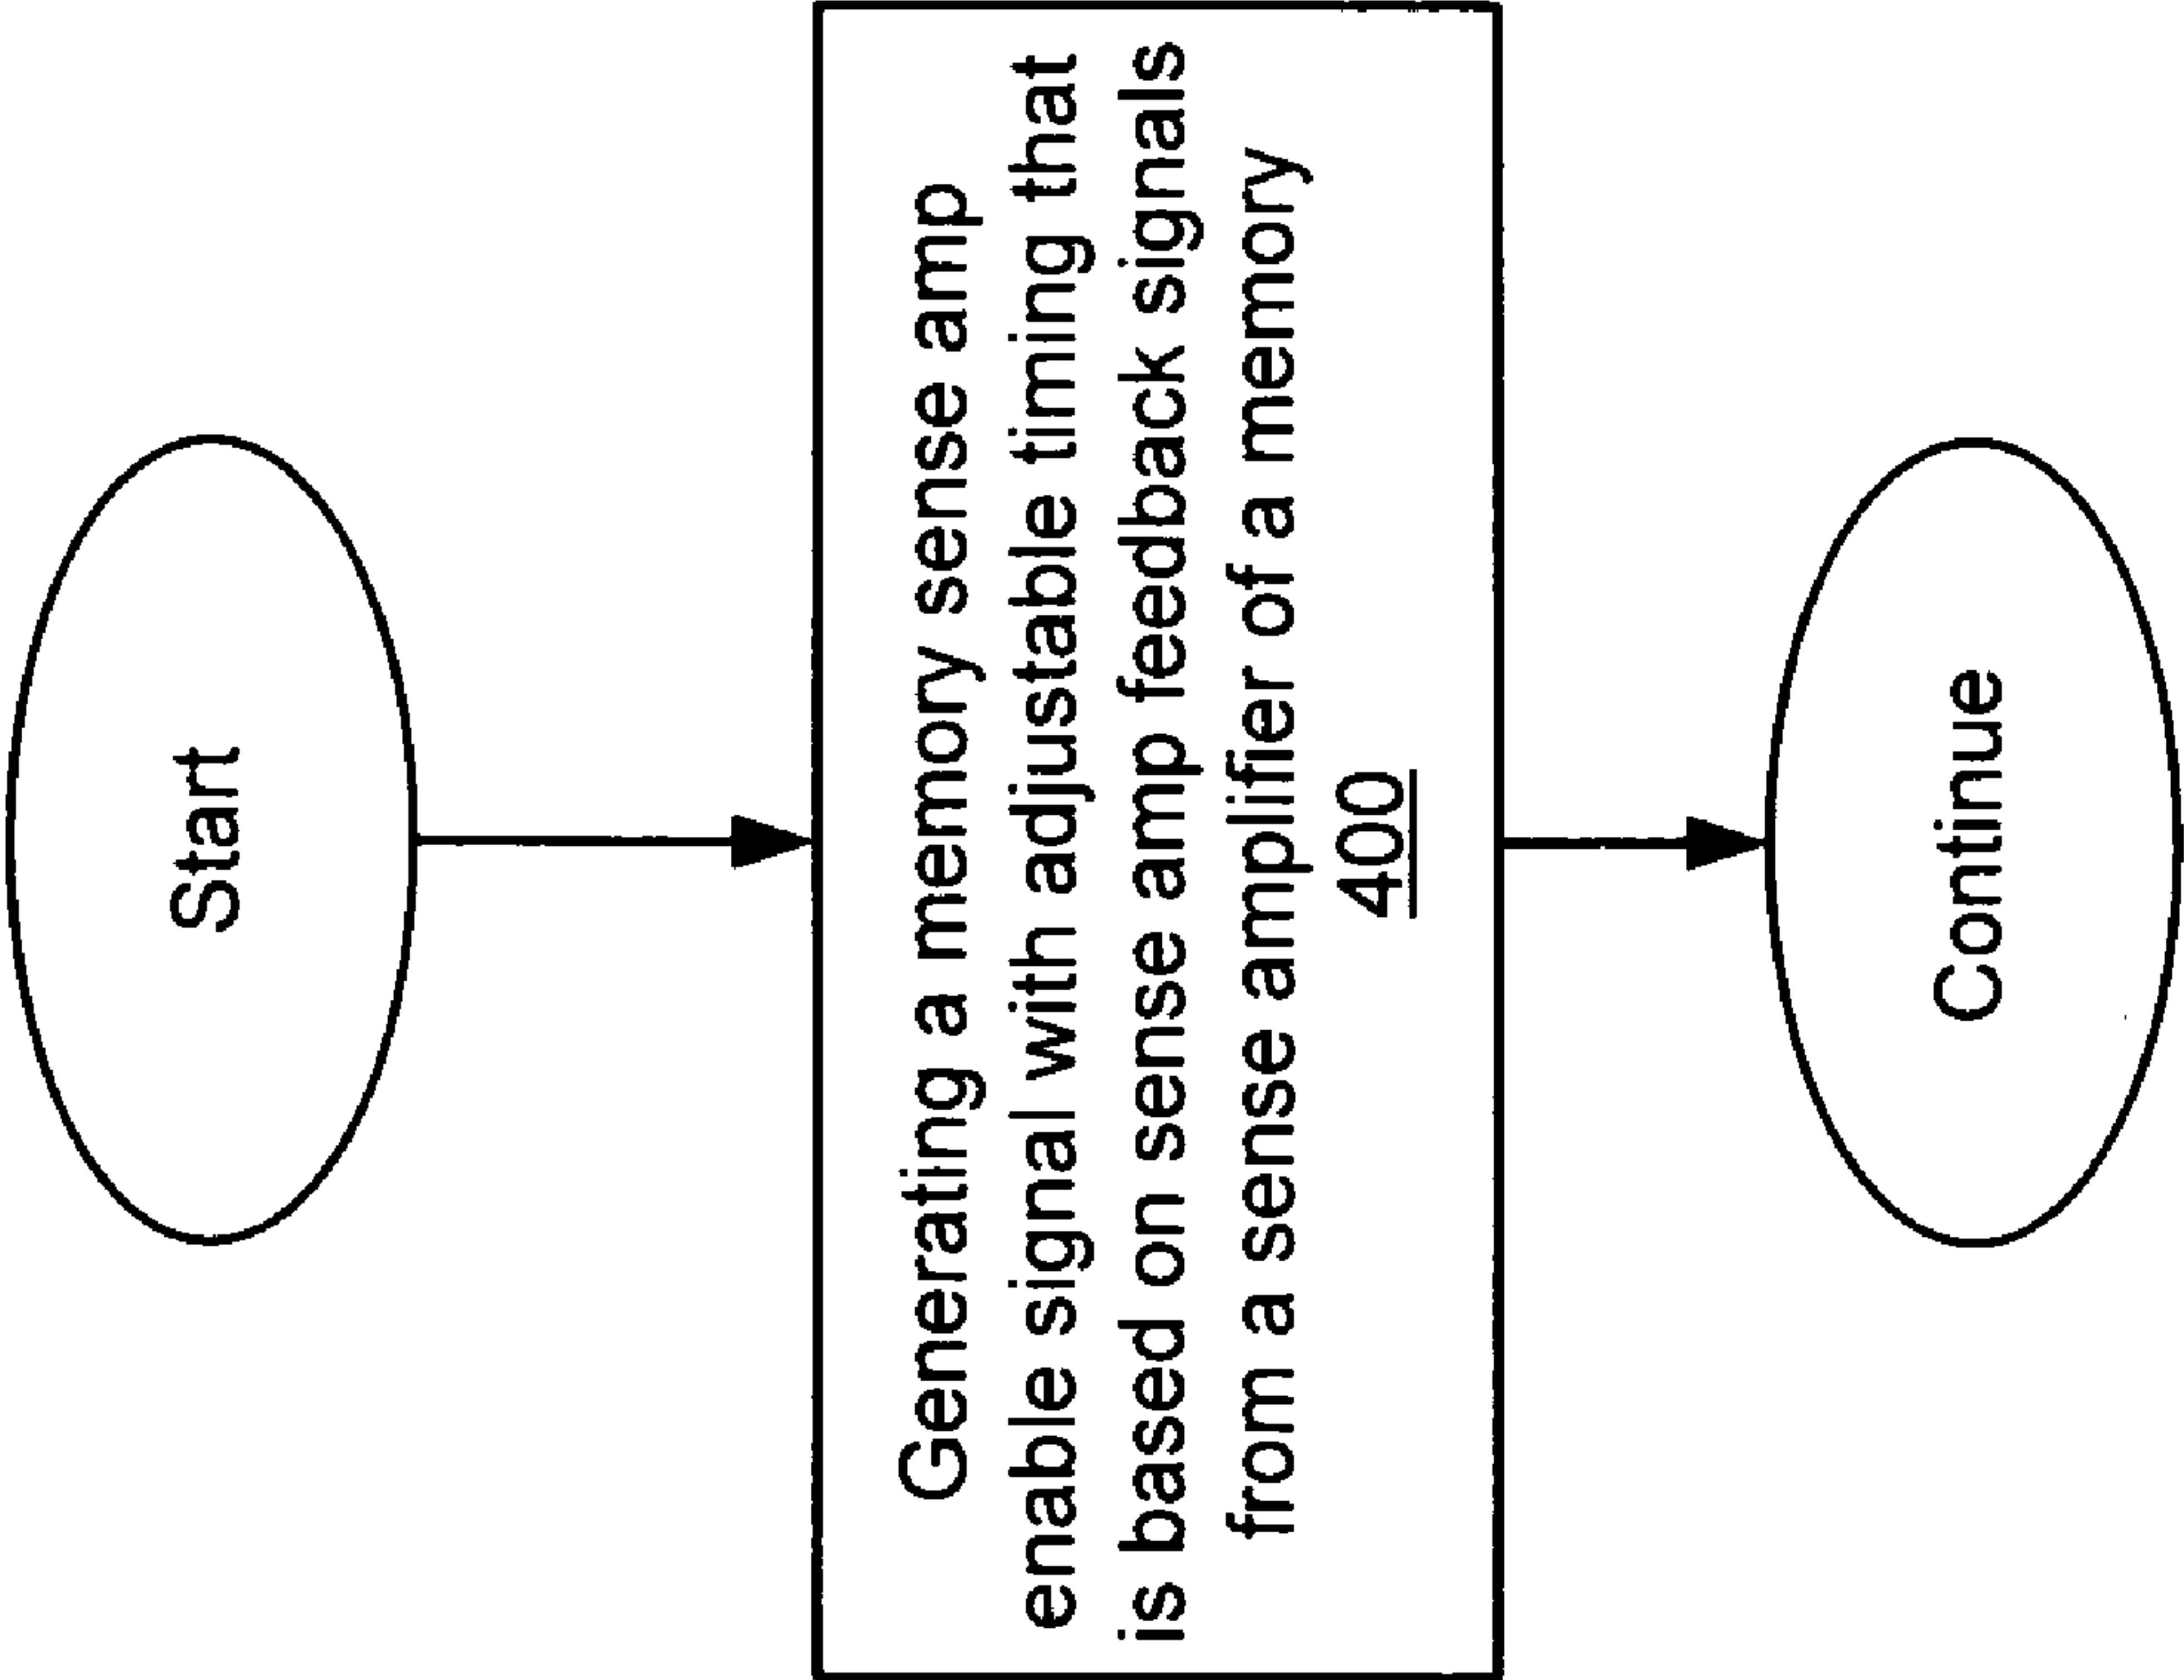 Start
Generating a memory sense amp
enable signal with adjustable timing that
is based on sense amp feedback signals
from a sense amplifier of a memory
400
Continue